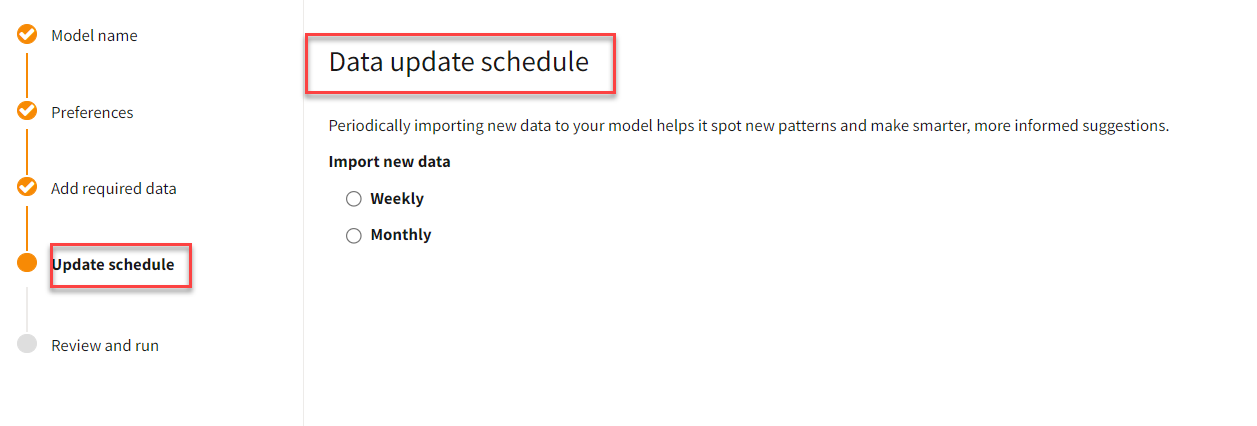 Model name
Preferences
Add required data
Update schedule
Review and run
Data update schedule
Periodically importing new data to your model helps it spot new patterns and make smarter, more informed suggestions.
Import new data
Weekly
Monthly